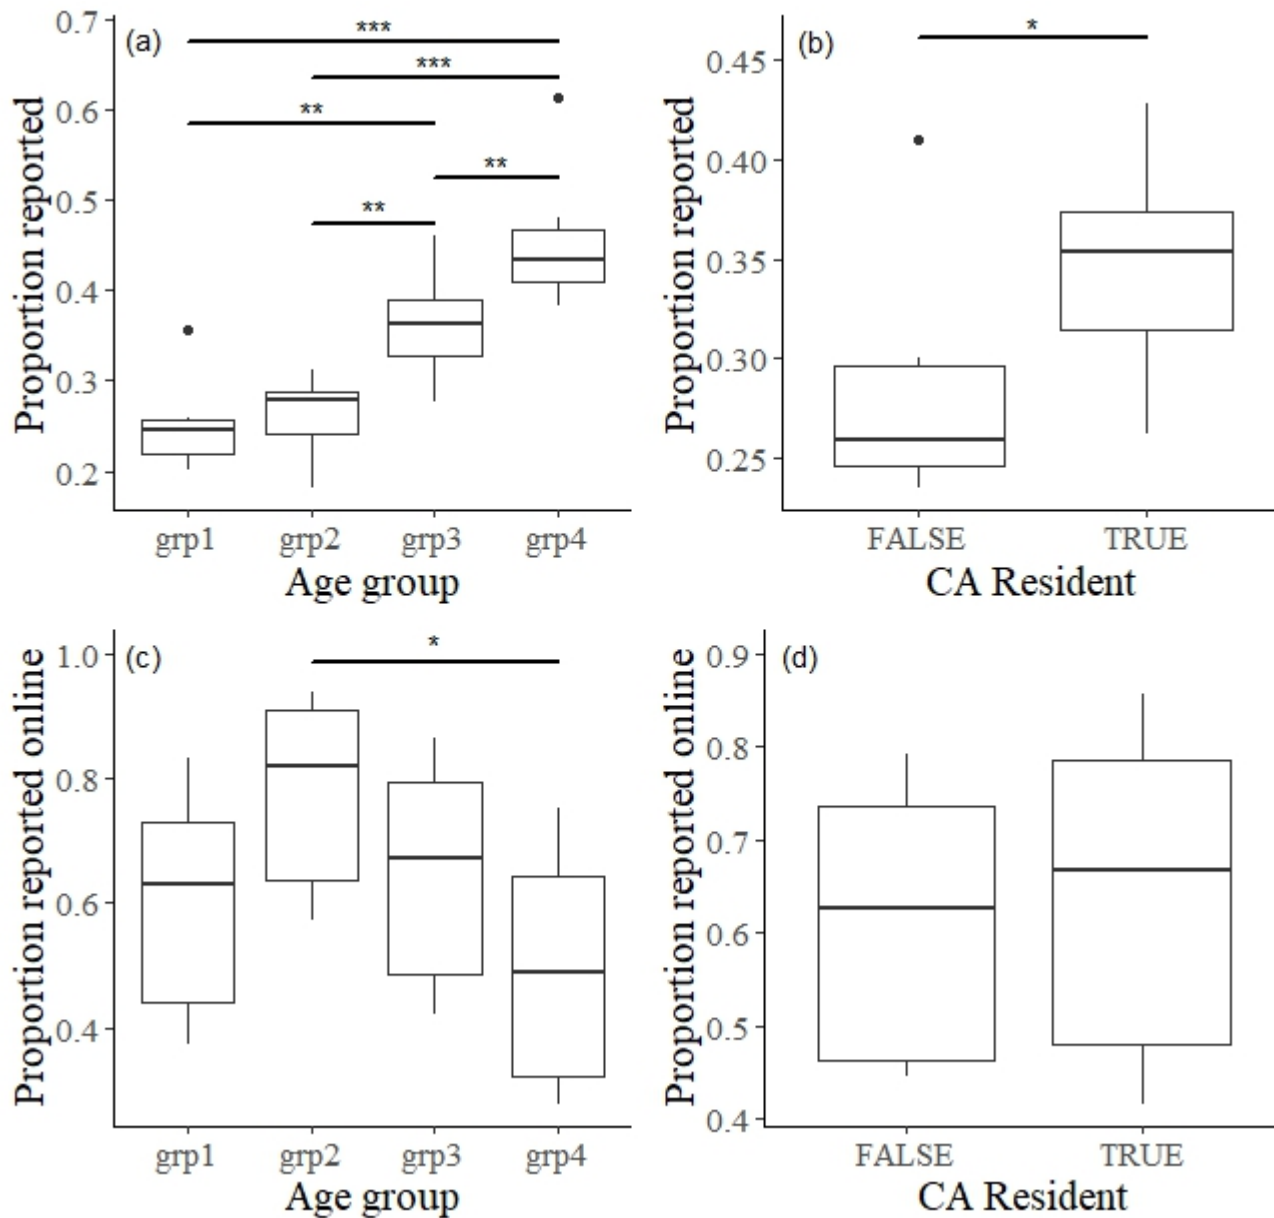 (a)
Proportion reported
0.7
0.6
0.5
0.4
0.3
0.2
***
***
**
**
**
grp1 grp2 grp3 grp4
Age group
(b)
Proportion reported
0.45
0.40
0.35
0.30
0.25
*
FALSE TRUE
CA Resident
(c)
Proportion reported online
1.0
0.8
0.6
0.4
*
grp1 grp2 grp3 grp4
Age group
(d)
Proportion reported online
0.9
0.8
0.7
0.6
0.5
0.4
FALSE TRUE
CA Resident